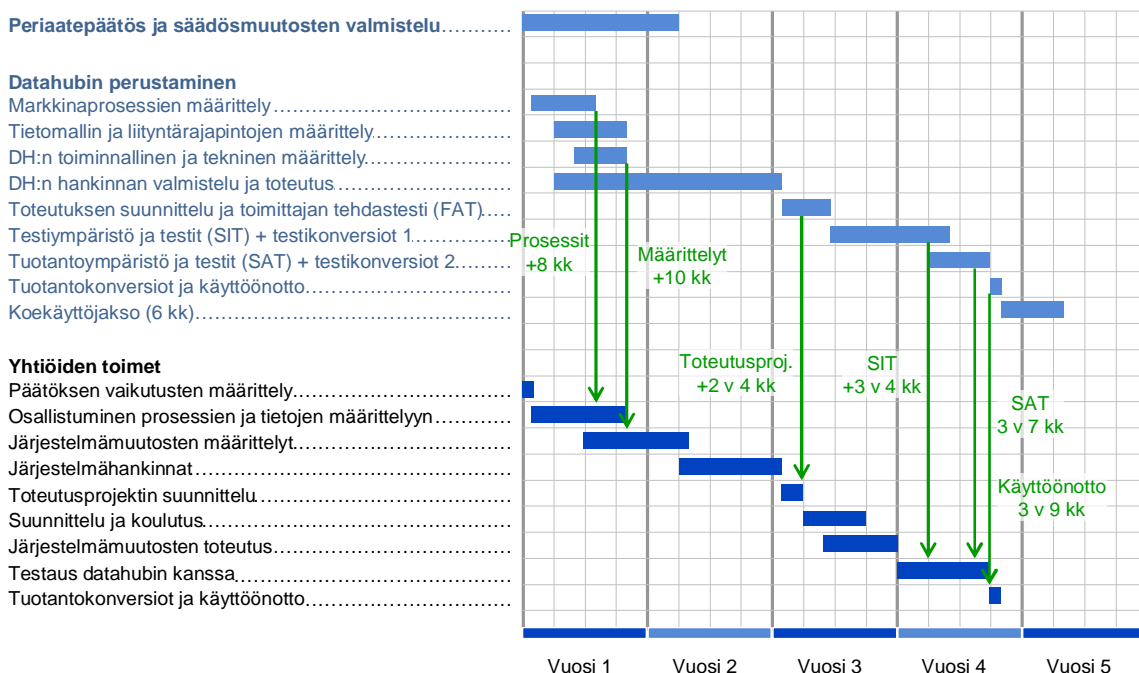 Periaatepäätös ja säädösmuutosten valmistelu
Datahubin perustaminen
Markkinaprosessien määrittely
Tietomallin ja liityntärajapintojen määrittely
DH:n toiminnallinen ja tekninen määrittely
DH:n hankinnan valmistelu ja toteutus
Toteutuksen suunnittelu ja toimittajan tehdastesti (FAT)
Testiympäristö ja testit (SIT) + testikonversiot 1
Tuotantoympäristö ja testit (SAT) + testikonversiot 2
Tuotantokonversiot ja käyttöönotto
Koekäyttöjakso (6 kk)
Prosessit
+8 kk
Määrittelyt
+10 kk
Toteutusproj.
+2 v 4 kk
SIT
+3 v 4 kk
SAT
3 v 7 kk
Käyttöönotto
3 v 9 kk
Yhtiöiden toimet
Päätöksen vaikutusten määrittely
Osallistuminen prosessien ja tietojen määrittelyyn
Järjestelmämuutosten määrittelyt
Järjestelmähankinnat
Toteutusprojektin suunnittelu
Suunnittelu ja koulutus
Järjestelmämuutosten toteutus
Testaus datahubin kanssa
Tuotantokonversiot ja käyttöönotto
Vuosi 1 Vuosi 2 Vuosi 3 Vuosi 4 Vuosi 5